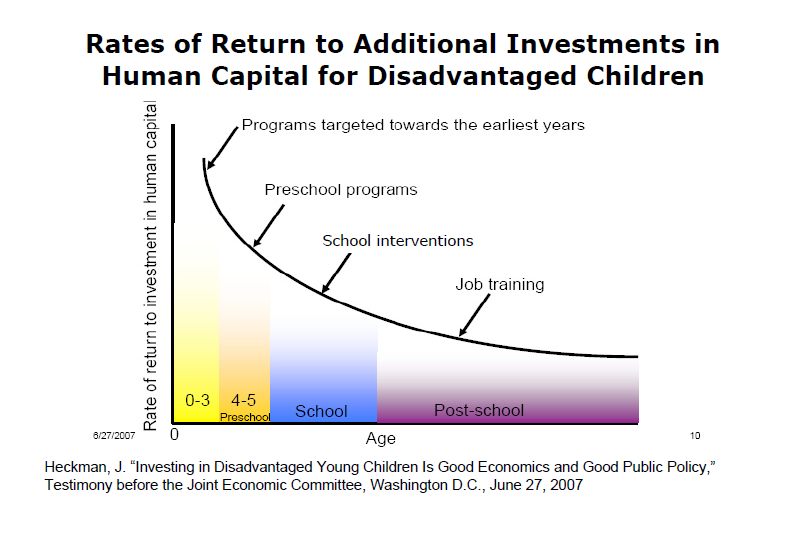 Rates of Return to Additional Investments in
Human Capital for Disadvantaged Children
Rate of return to investment in human capital
Programs targeted towards the earliest years
Preschool programs
School interventions
Job training
0-3
4-5
Preschool
School
Post-school
6/27/2007
0
Age
10
Heckman, J. “Investing in Disadvantaged Young Children Is Good Economics and Good Public Policy,”
Testimony before the Joint Economic Committee, Washington D.C., June 27, 2007